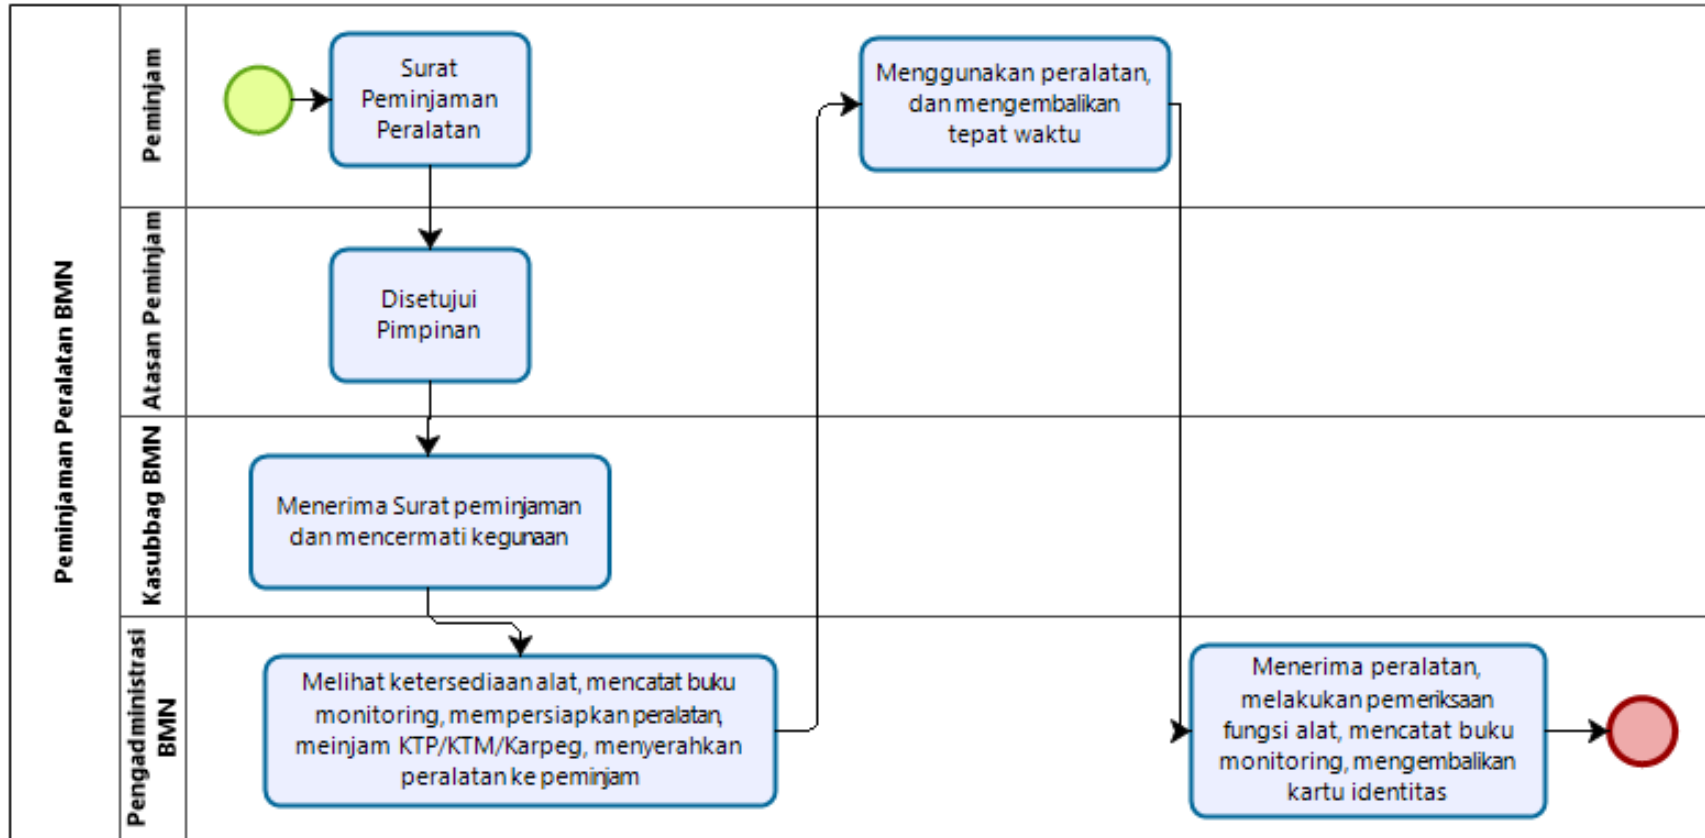 Peminjaman Peralatan BMN
Peminjam
Surat
Peminjaman
Peralatan
Menggunakan peralatan,
dan mengembalikan
tepat waktu
Atasan Peminjam
Disetujui
Pimpinan
Kasubbag BMN
Menerima Surat peminjaman
dan mencermati kegunaan
Pengadministrasi
BMN
Melihat ketersediaan alat, mencatat buku
monitoring, mempersiapkan peralatan,
meinjam KTP/KTM/Karpeg, menyerahkan
peralatan ke peminjam
Menerima peralatan,
melakukan pemeriksaan
fungsi alat, mencatat buku
monitoring, mengembalikan
kartu identitas